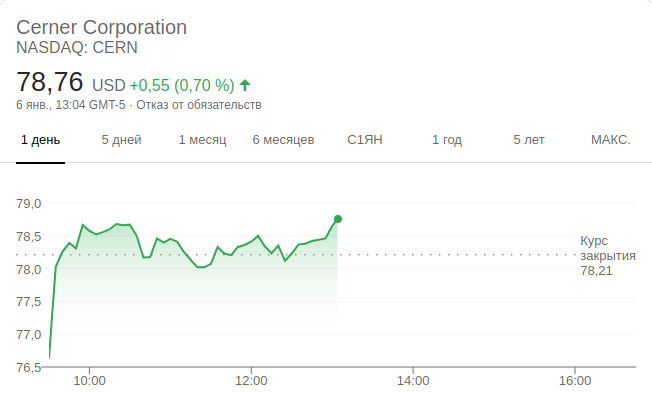 Cerner Corporation
NASDAQ: CERN
78,76 USD +0,55 (0,70 %)
6 янв., 13:04 GMT-5 · Отказ от обязательств
1 день 5 дней 1 месяц 6 месяцев С1ЯН 1 год 5 лет МАКС.
79,0
78,5
78,0
77,5
77,0
76,5
Курс
закрытия
78,21
10:00 12:00 14:00 16:00